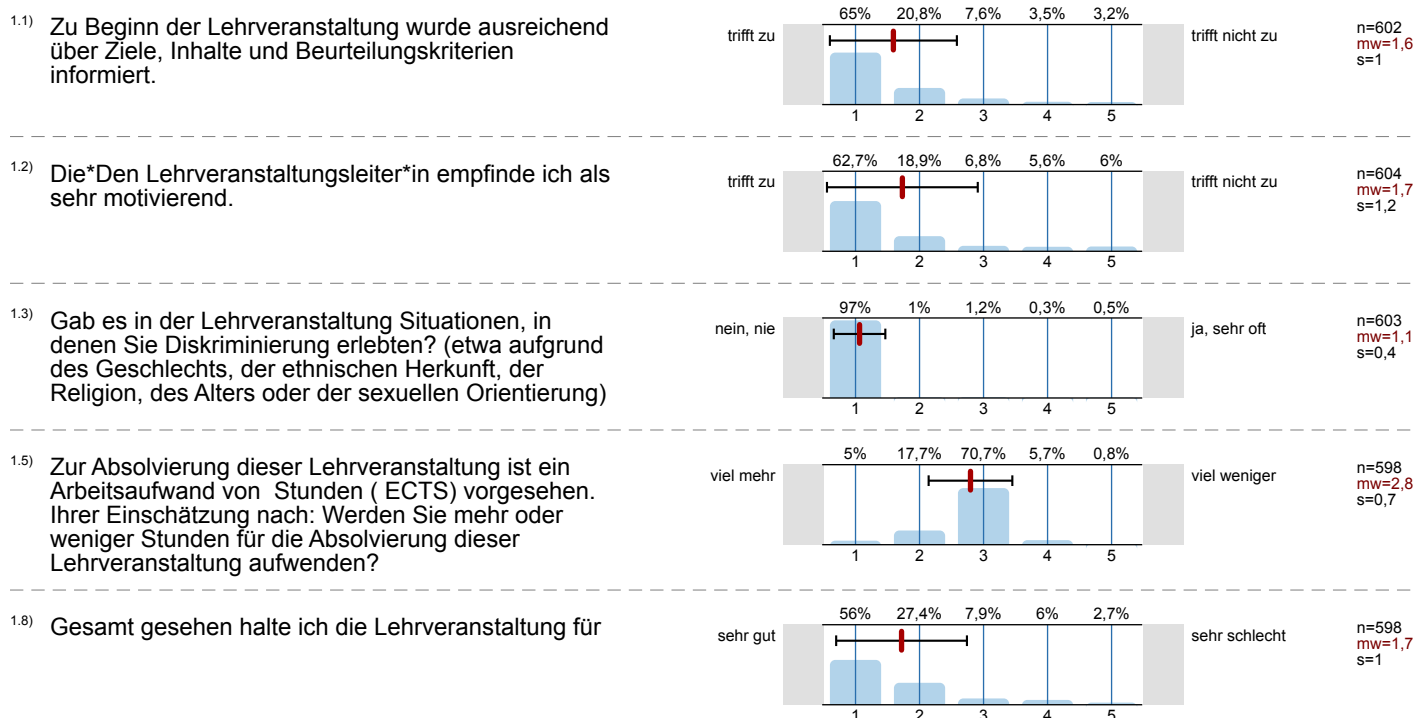 1.1) Zu Beginn der Lehrveranstaltung wurde ausreichend
über Ziele, Inhalte und Beurteilungskriterien
informiert.
trifft zu
65% 20,8% 7,6% 3,5% 3,2%
1 2 3 4 5
trifft nicht zu
n=602
mw=1,6
s=1
1.2) Die*Den Lehrveranstaltungsleiter*in empfinde ich als
sehr motivierend.
trifft zu
62,7% 18,9% 6,8% 5,6% 6%
1 2 3 4 5
trifft nicht zu
n=604
mw=1,7
s=1,2
1.3) Gab es in der Lehrveranstaltung Situationen, in
denen Sie Diskriminierung erlebten? (etwa aufgrund
des Geschlechts, der ethnischen Herkunft, der
Religion, des Alters oder der sexuellen Orientierung)
nein, nie
97% 1% 1,2% 0,3% 0,5%
1 2 3 4 5
ja, sehr oft
n=603
mw=1,1
s=0,4
1.5) Zur Absolvierung dieser Lehrveranstaltung ist ein
Arbeitsaufwand von  Stunden ( ECTS) vorgesehen.
Ihrer Einschätzung nach: Werden Sie mehr oder
weniger Stunden für die Absolvierung dieser
Lehrveranstaltung aufwenden?
viel mehr
5% 17,7% 70,7% 5,7% 0,8%
1 2 3 4 5
viel weniger
n=598
mw=2,8
s=0,7
1.8) Gesamt gesehen halte ich die Lehrveranstaltung für
sehr gut
56% 27,4% 7,9% 6% 2,7%
1 2 3 4 5
sehr schlecht
n=598
mw=1,7
s=1